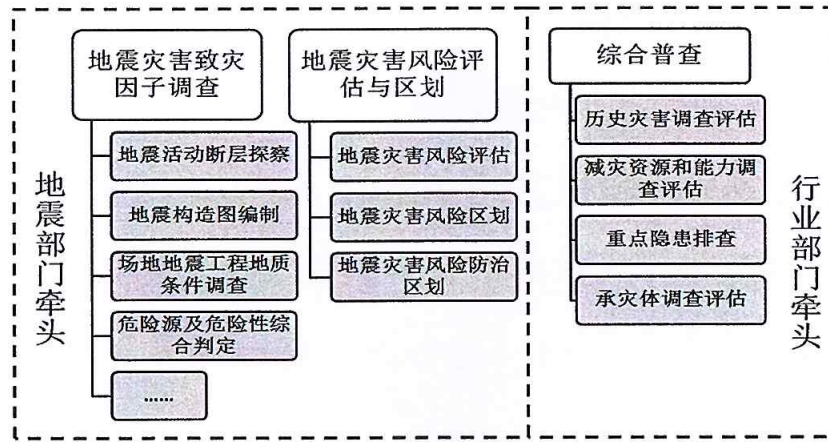 地震部门牵头
地震灾害致灾
因子调查
地震活动断层探察
地震构造图编制
场地地震工程地质
条件调查
危险源及危险性综
合判定
......
地震灾害风险评
估与区划
地震灾害风险评估
地震灾害风险区划
地震灾害风险防治
区划
综合普查
历史灾害调查评估
减灾资源和能力调
查评估
重点隐患排查
承灾体调查评估
行业部门牵头